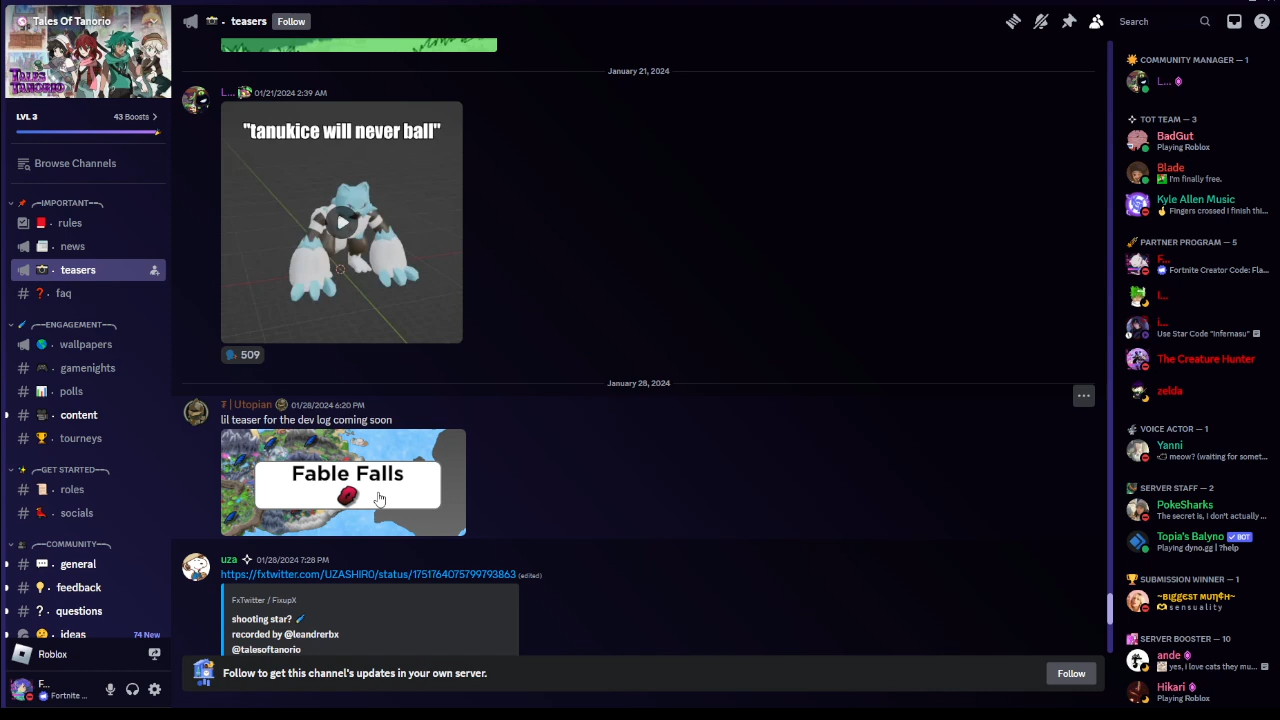 Tales Of Tanorio
TALES OF TANORIO
LVL 3
43 Boosts
Browse Channels
IMPORTANT
rules
news
teasers
faq
ENGAGEMENT
wallpapers
gamenights
polls
content
tourneys
GET STARTED
roles
socials
COMMUNITY
general
feedback
questions
ideas
74 New
Roblox
F...
Fortnite ...
teasers
Follow
Search
January 21, 2024
L... 01/21/2024 2:39 AM
"tanukice will never ball"
509
January 28, 2024
₮ | Utopian 01/28/2024 6:20 PM
lil teaser for the dev log coming soon
Fable Falls
uza 01/28/2024 7:28 PM
https://fxtwitter.com/UZASHIRO/status/1751764075799793863 (edited)
FxTwitter / FixupX
shooting star?
recorded by @leandrerbx
@talesoftanorio
Follow to get this channel's updates in your own server.
Follow
COMMUNITY MANAGER — 1
L...
TOT TEAM — 3
BadGut
Playing Roblox
Blade
I'm finally free.
Kyle Allen Music
Fingers crossed I finish thi...
PARTNER PROGRAM — 5
F...
Fortnite Creator Code: Fla...
I...
i...
Use Star Code "Infernasu"
The Creature Hunter
zelda
VOICE ACTOR — 1
Yanni
meow? (waiting for somet...
SERVER STAFF — 2
PokeSharks
The secret is, I don't actually ...
Topia's Balyno BOT
Playing dyno.gg | ?help
SUBMISSION WINNER — 1
~BIGGEST MUN₵H~
sensuality
SERVER BOOSTER — 10
ande
yes, i love cats they mu...
Hikari
Playing Roblox